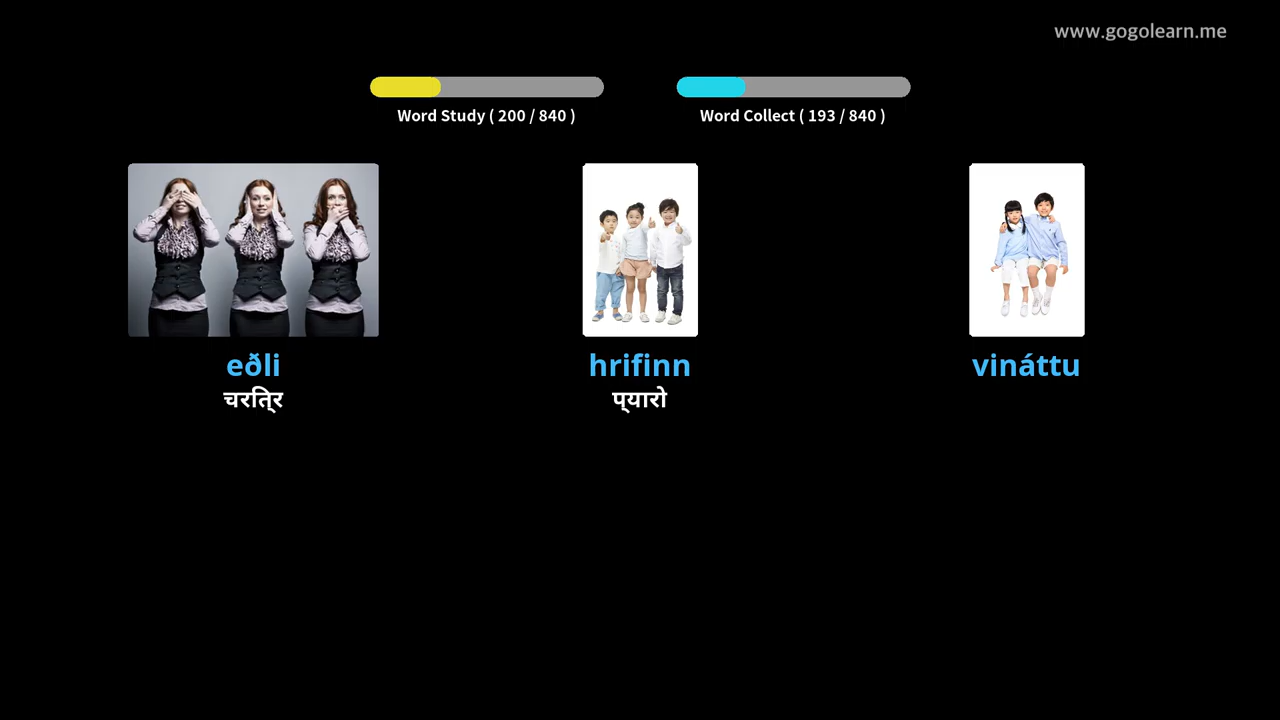 www.gogolearn.me
Word Study ( 200 / 840 )
Word Collect ( 193 / 840 )
eðli
hrifinn
vináttu
चरित्र
प्यारो